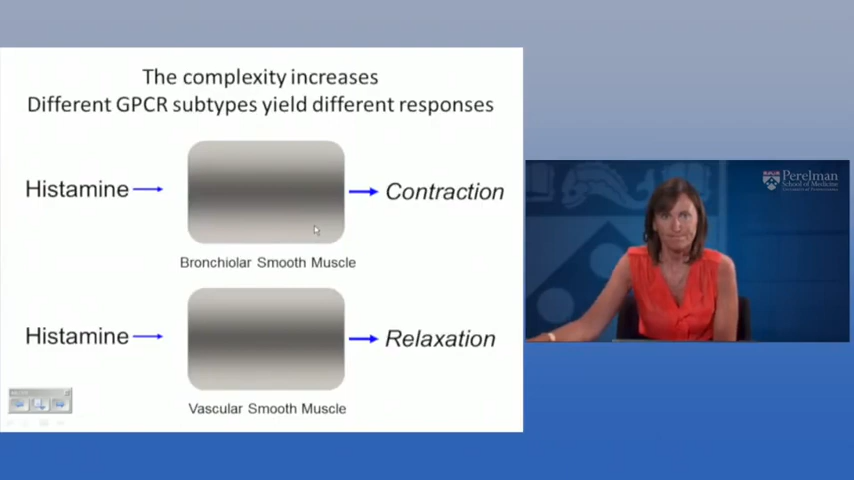 The complexity increases
Different GPCR subtypes yield different responses
Histamine
Contraction
Bronchiolar Smooth Muscle
Histamine
Relaxation
Vascular Smooth Muscle
Perelman
School of Medicine